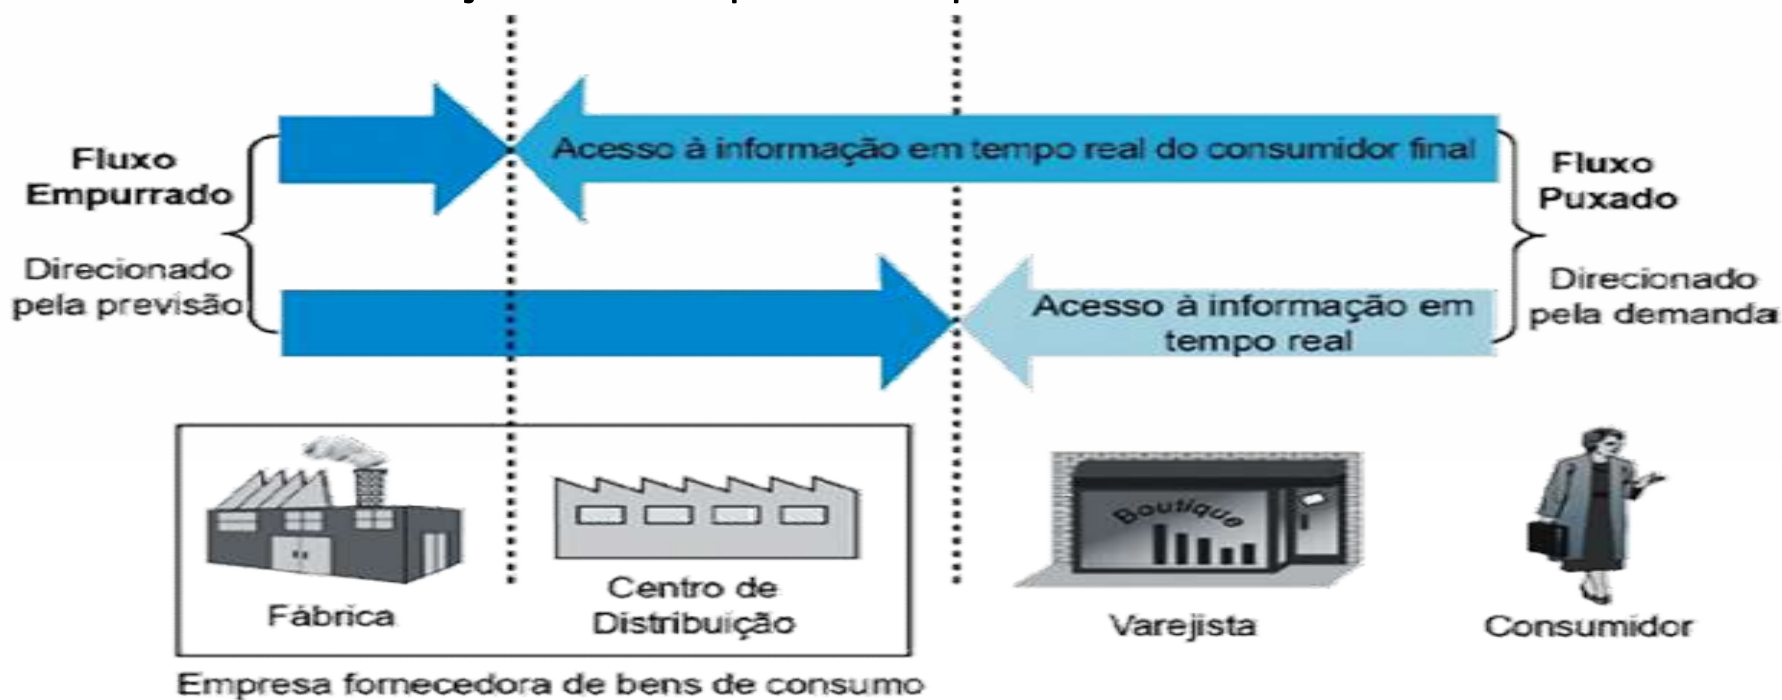 Fluxo
Empurrado
Direcionado
pela previsão
Acesso à informação em tempo real do consumidor final
Acesso à informação em
tempo real
Fluxo
Puxado
Direcionado
pela demanda
Boutique
Fábrica
Centro de
Distribuição
Varejista
Consumidor
Empresa fornecedora de bens de consumo